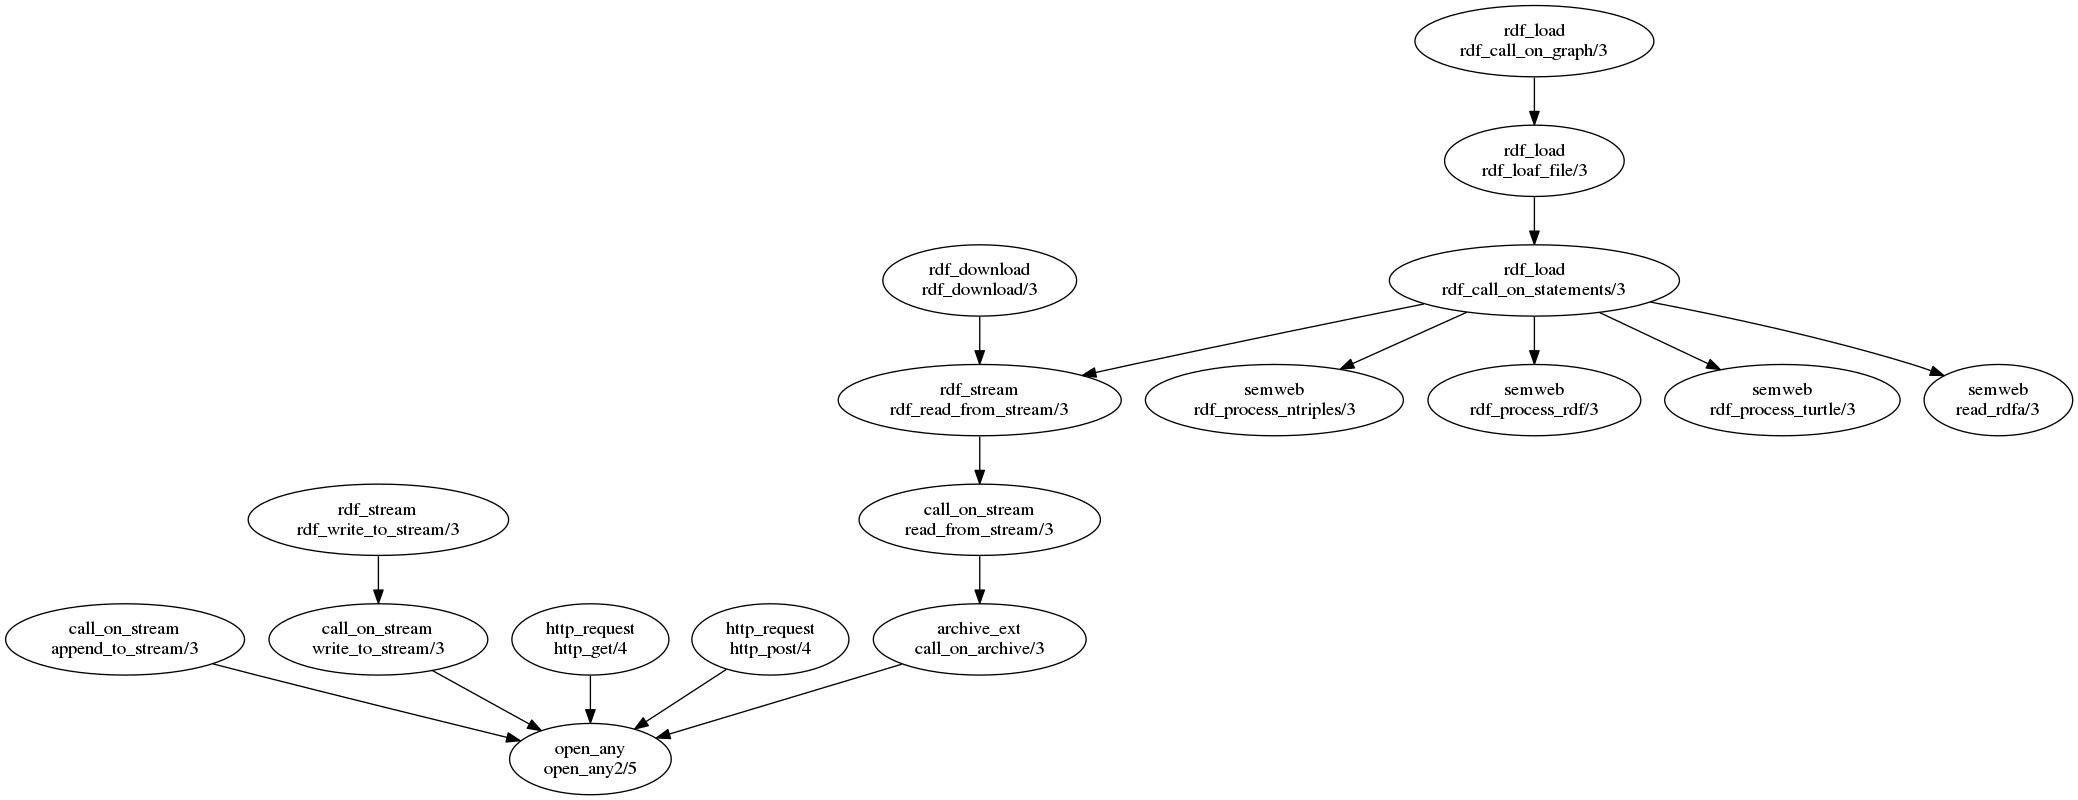 rdf_load
rdf_call_on_graph/3
rdf_load
rdf_loaf_file/3
rdf_download
rdf_download/3
rdf_load
rdf_call_on_statements/3
rdf_stream
rdf_read_from_stream/3
semweb
rdf_process_ntriples/3
semweb
rdf_process_rdf/3
semweb
rdf_process_turtle/3
semweb
read_rdfa/3
rdf_stream
rdf_write_to_stream/3
call_on_stream
read_from_stream/3
call_on_stream
append_to_stream/3
call_on_stream
write_to_stream/3
http_request
http_get/4
http_request
http_post/4
archive_ext
call_on_archive/3
open_any
open_any2/5